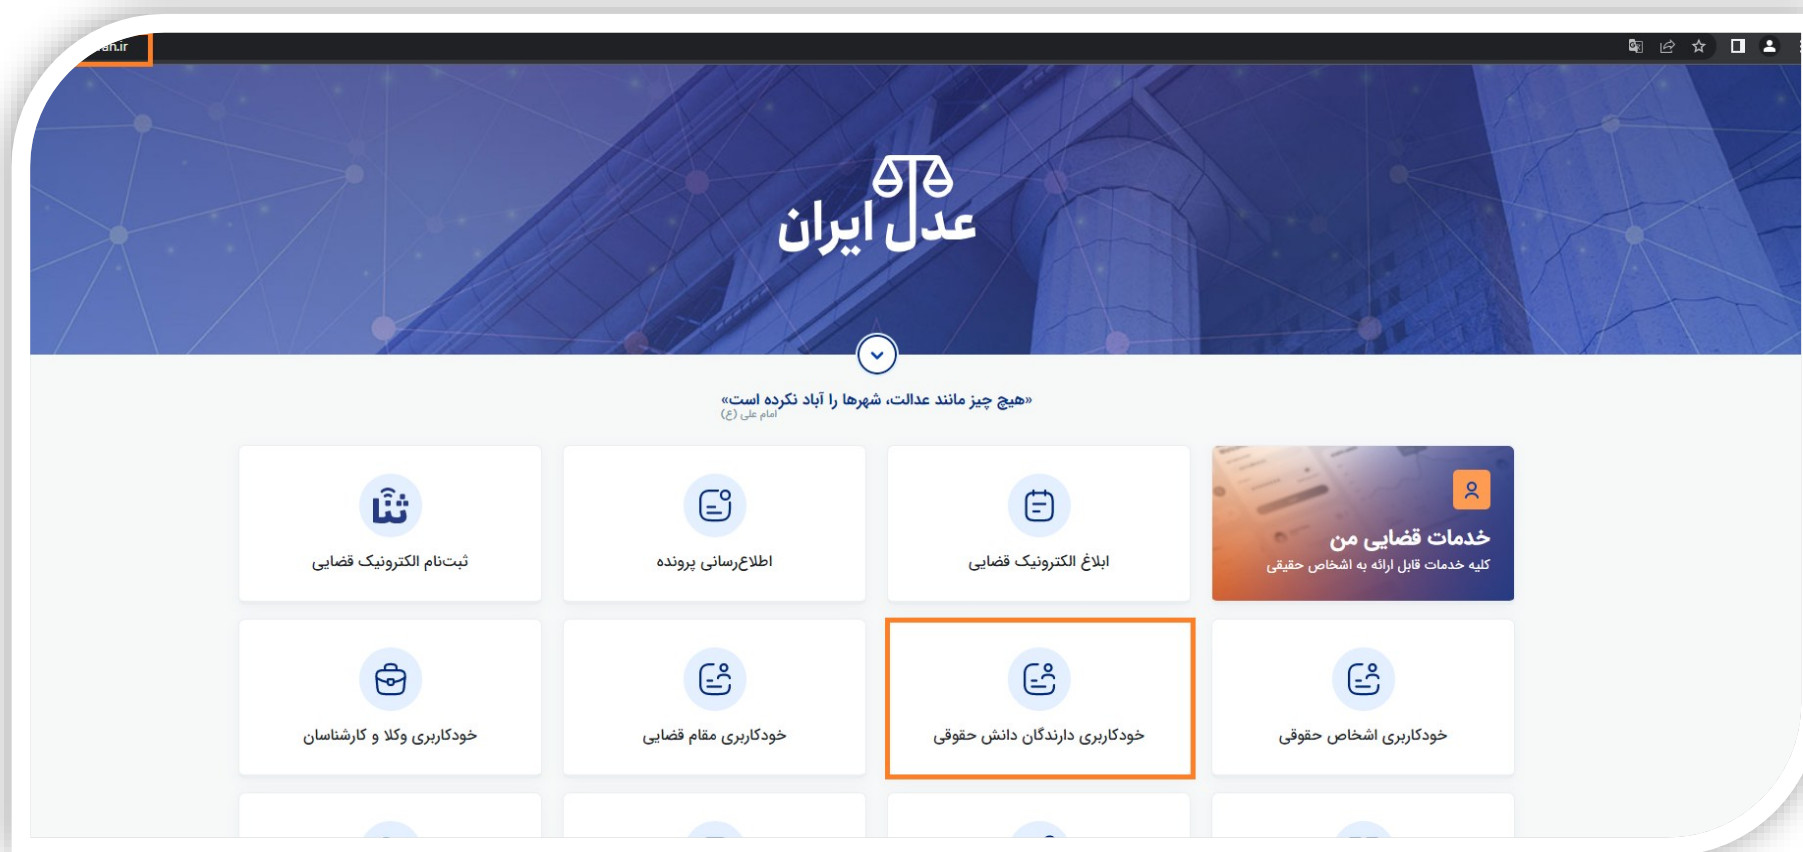 عدل ایران
«هیچ چیز مانند عدالت، شهرها را آباد نکرده است»
امام علی (ع)
خدمات قضایی من
کلیه خدمات قابل ارائه به اشخاص حقیقی
ابلاغ الکترونیک قضایی
اطلاع‌رسانی پرونده
ثنا
ثبت‌نام الکترونیک قضایی
خودکاربری اشخاص حقوقی
خودکاربری دارندگان دانش حقوقی
خودکاربری مقام قضایی
خودکاربری وکلا و کارشناسان